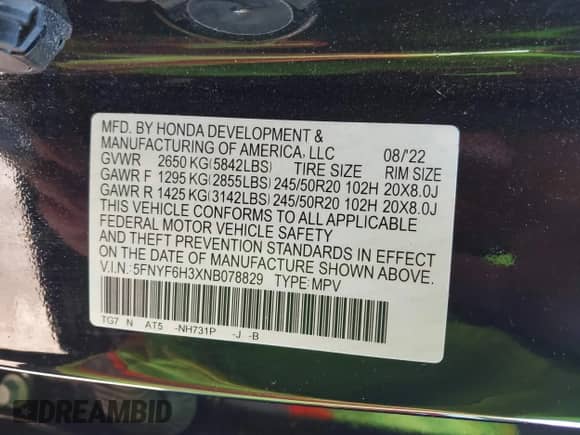 MFD. BY HONDA DEVELOPMENT &
MANUFACTURING OF AMERICA, LLC 08/'22
GVWR 2650 KG(5842LBS) TIRE SIZE RIM SIZE
GAWR F 1295 KG(2855LBS) 245/50R20 102H 20X8.0J
GAWR R 1425 KG(3142LBS) 245/50R20 102H 20X8.0J
THIS VEHICLE CONFORMS TO ALL APPLICABLE
FEDERAL MOTOR VEHICLE SAFETY
AND THEFT PREVENTION STANDARDS IN EFFECT
ON THE DATE OF MANUFACTURE SHOWN ABOVE.
V.I.N.: 5FNYF6H3XNB078829 TYPE:MPV
TG7 N AT5 -NH731P -J -B
DREAMBID